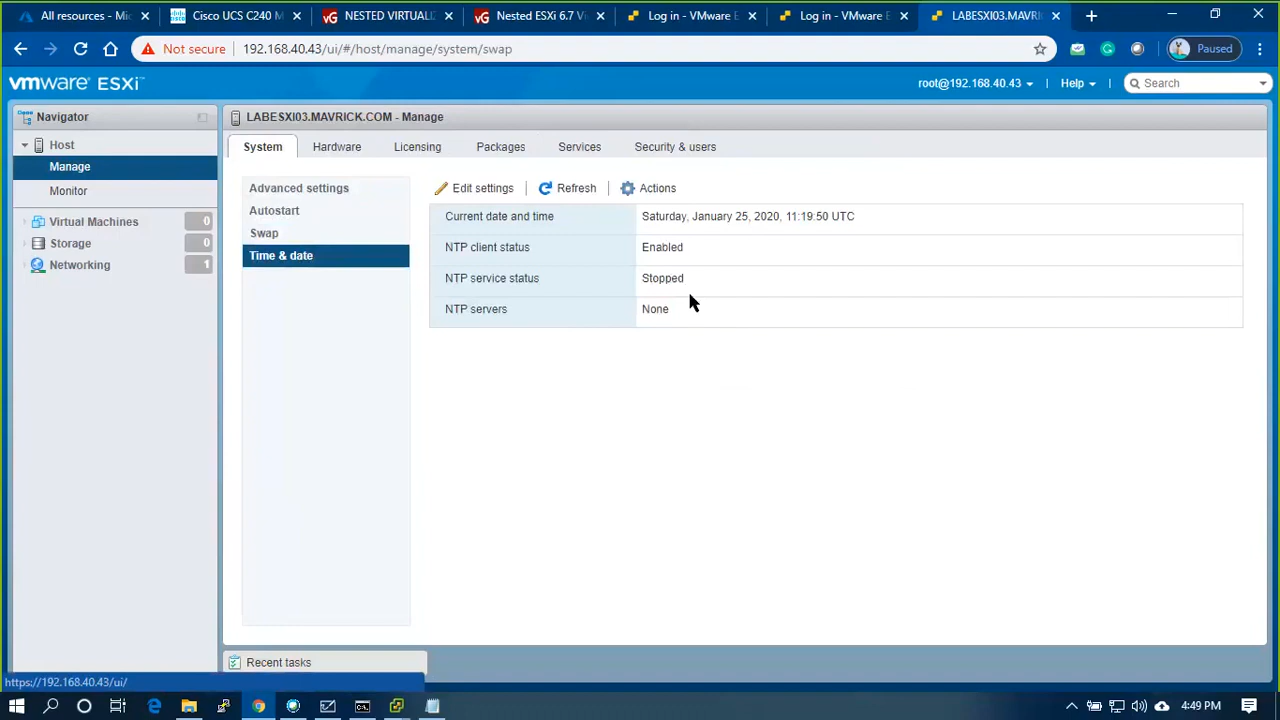 All resources - Mic
Cisco UCS C240 M
NESTED VIRTUALIZ
Nested ESXi 6.7 Vi
Log in - VMware E
Log in - VMware E
LABESXI03.MAVRIC
Not secure
192.168.40.43/ui/#/host/manage/system/swap
Paused
vmware ESXi™
root@192.168.40.43
Help
Search
Navigator
Host
Manage
Monitor
Virtual Machines 0
Storage 0
Networking 1
LABESXI03.MAVRICK.COM - Manage
System
Hardware
Licensing
Packages
Services
Security & users
Advanced settings
Autostart
Swap
Time & date
Edit settings
Refresh
Actions
Current date and time Saturday, January 25, 2020, 11:19:50 UTC
NTP client status Enabled
NTP service status Stopped
NTP servers None
Recent tasks
https://192.168.40.43/ui/
4:49 PM